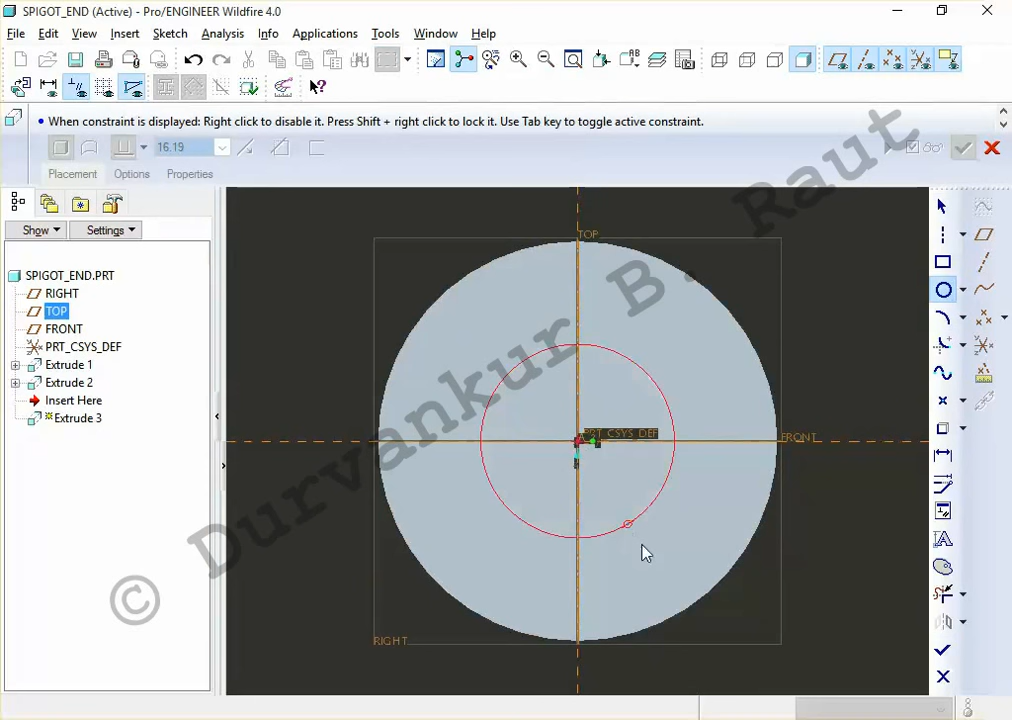 SPIGOT_END (Active) - Pro/ENGINEER Wildfire 4.0
File Edit View Insert Sketch Analysis Info Applications Tools Window Help
When constraint is displayed: Right click to disable it. Press Shift + right click to lock it. Use Tab key to toggle active constraint.
16.19
Placement Options Properties
Show Settings
SPIGOT_END.PRT
RIGHT
TOP
FRONT
PRT_CSYS_DEF
Extrude 1
Extrude 2
Insert Here
Extrude 3
TOP
PRT_CSYS_DEF
FRONT
RIGHT
© Durvankur B. Raut